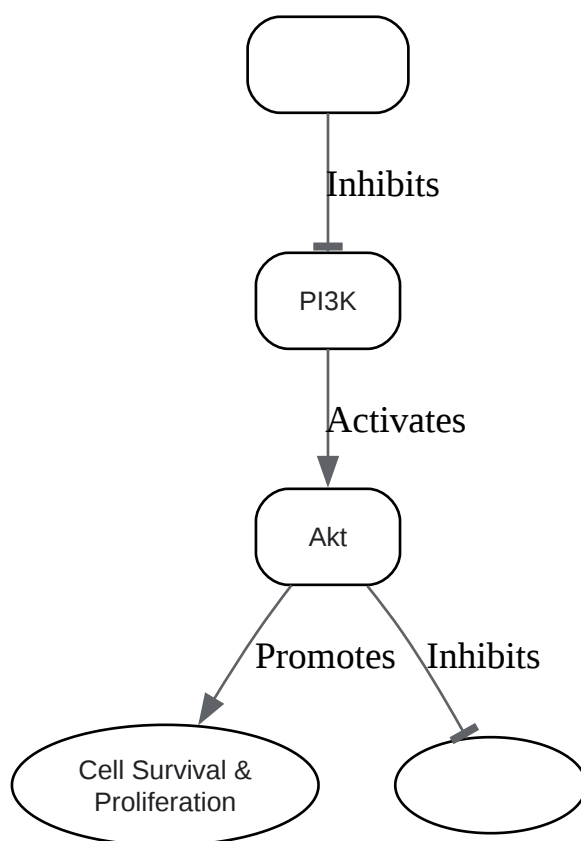 Inhibits
PI3K
Activates
Akt
Promotes
Inhibits
Cell Survival &
Proliferation